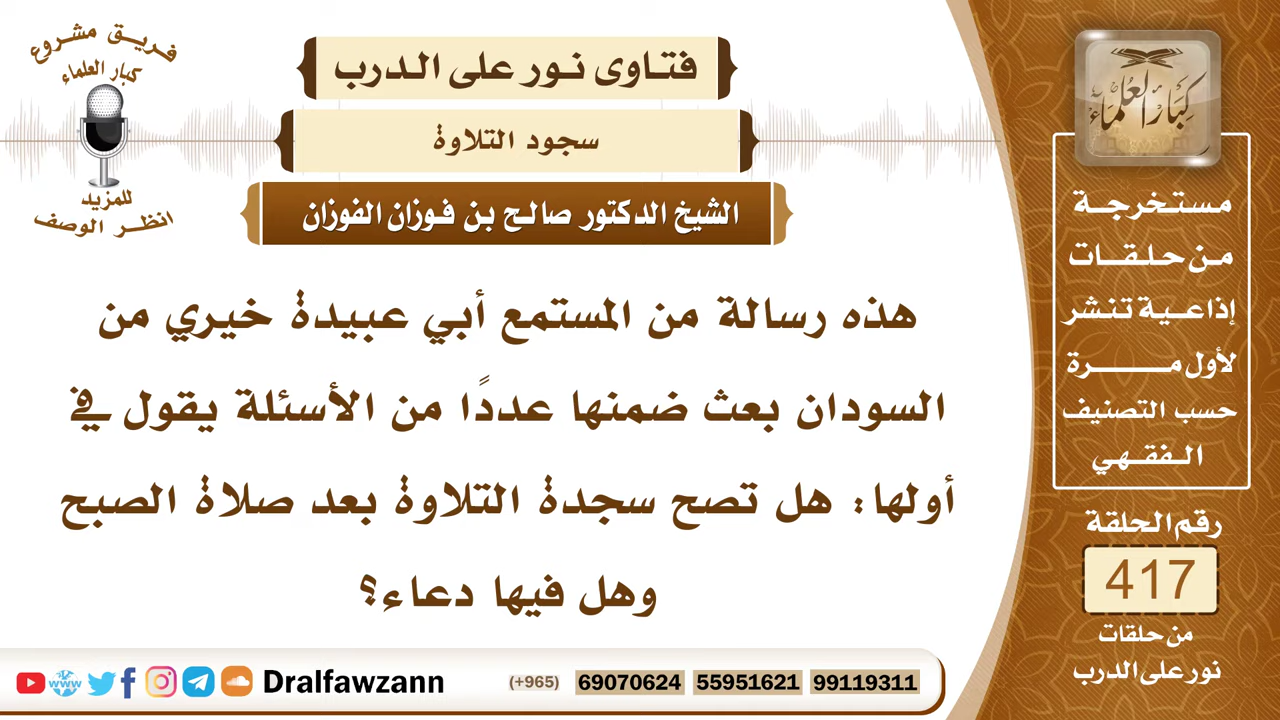 فريق مشروع
كبار العلماء
للمزيد
انظر الوصف
فتاوى نور على الدرب
سجود التلاوة
الشيخ الدكتور صالح بن فوزان الفوزان
هذه رسالة من المستمع أبي عبيدة خيري من
السودان بعث ضمنها عددًا من الأسئلة يقول في
أولها: هل تصح سجدة التلاوة بعد صلاة الصبح
وهل فيها دعاء؟
كبار العلماء
مستخرجة
من حلقات
إذاعية تنشر
لأول مرة
حسب التصنيف
الفقهي
رقم الحلقة
417
من حلقات
نور على الدرب
www Dralfawzann (+965) 69070624 55951621 99119311